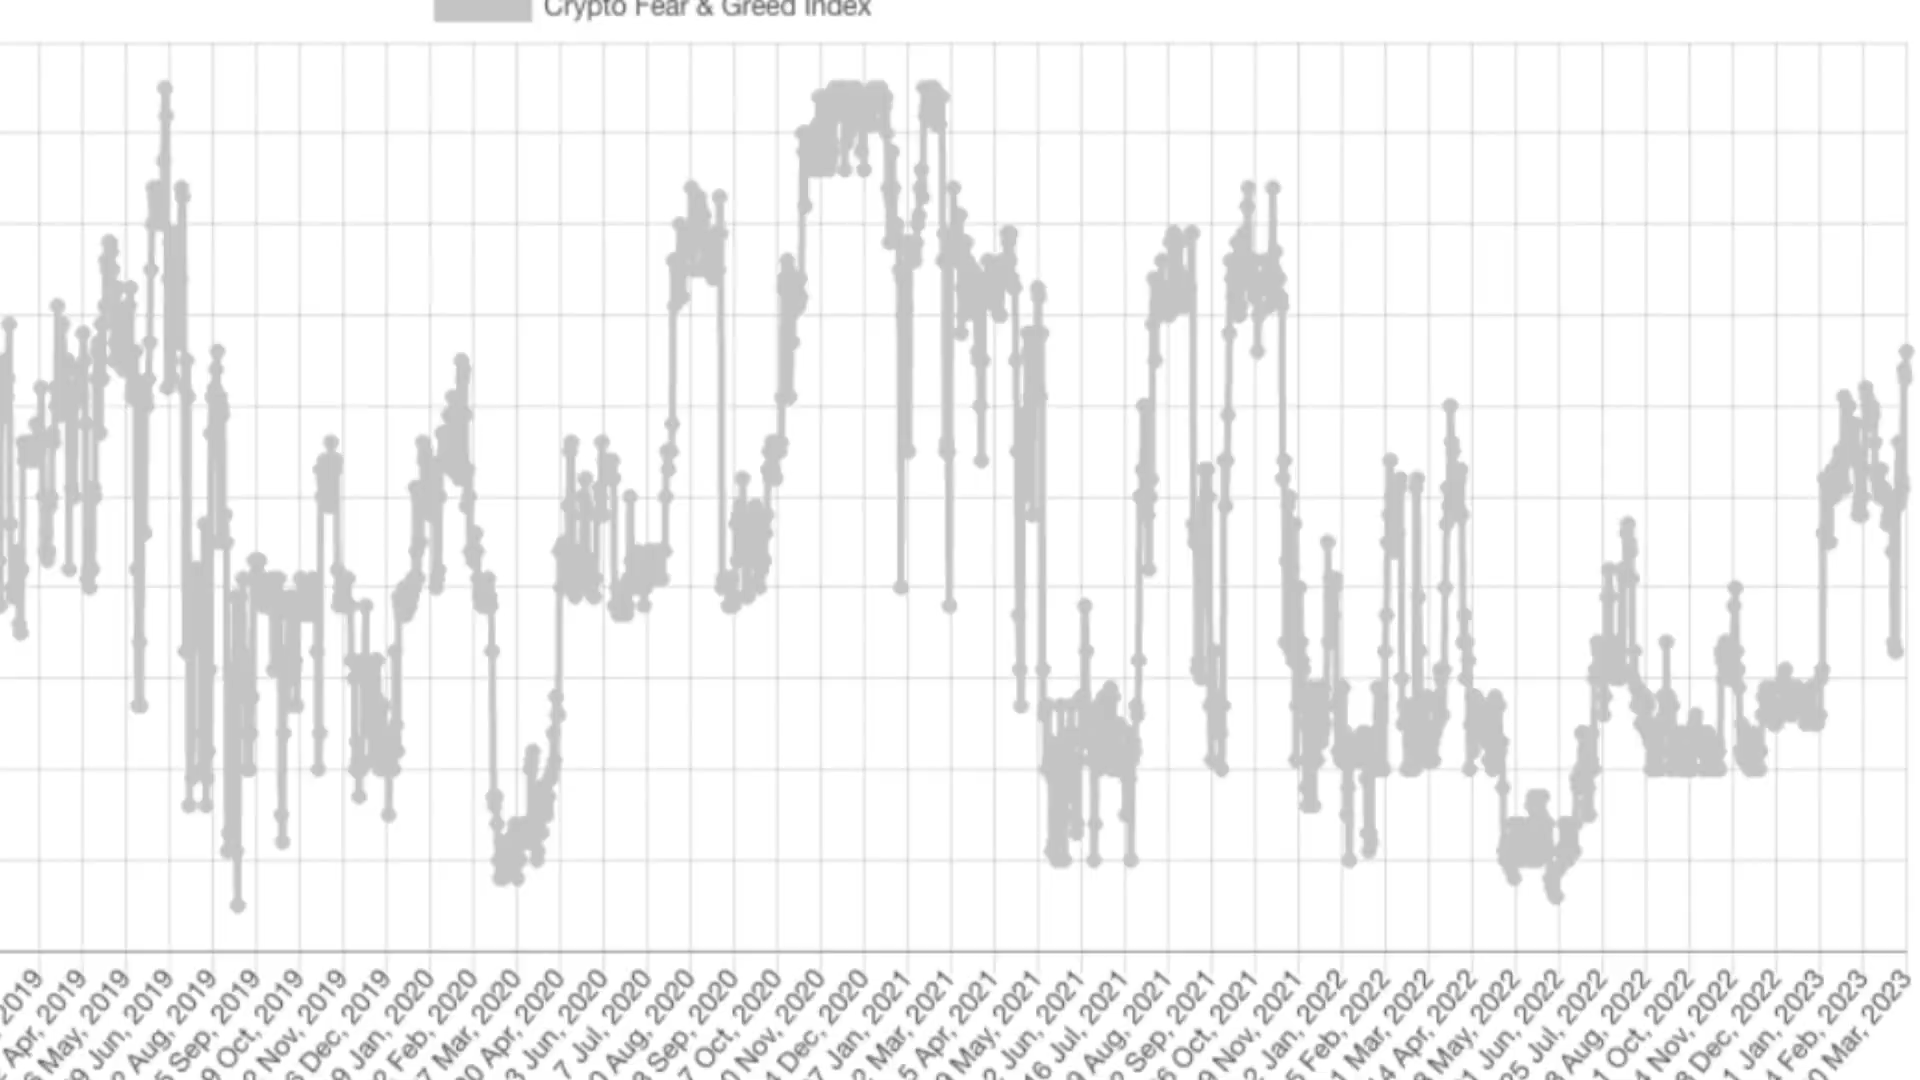 Crypto Fear & Greed Index
2019
Apr, 2019
May, 2019
Jun, 2019
Aug, 2019
Sep, 2019
Oct, 2019
Nov, 2019
Dec, 2019
Jan, 2020
Feb, 2020
Mar, 2020
Apr, 2020
Jun, 2020
7 Jul, 2020
Aug, 2020
Sep, 2020
Oct, 2020
Nov, 2020
Dec, 2020
Jan, 2021
Mar, 2021
Apr, 2021
May, 2021
Jun, 2021
16 Jul, 2021
Aug, 2021
Sep, 2021
Oct, 2021
Nov, 2021
Jan, 2022
Feb, 2022
Mar, 2022
Apr, 2022
May, 2022
Jun, 2022
25 Jul, 2022
Aug, 2022
Oct, 2022
Nov, 2022
Dec, 2022
Jan, 2023
Feb, 2023
Mar, 2023